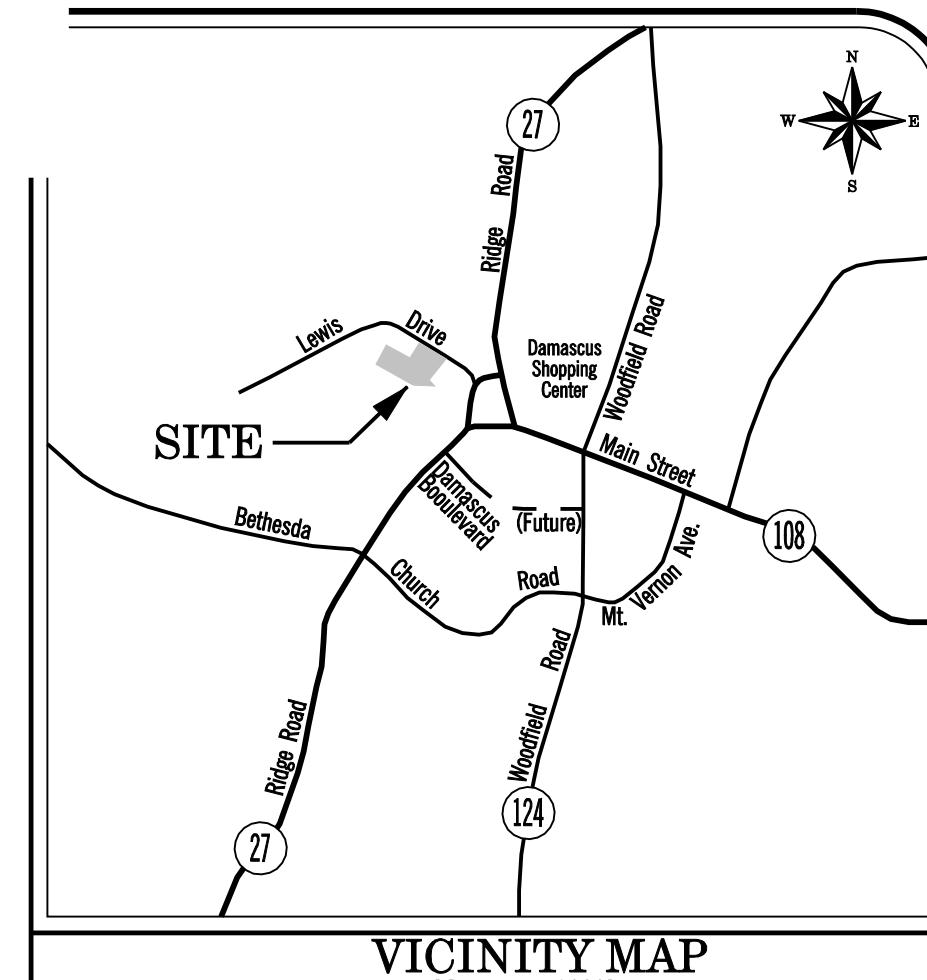 N
W E
S
27
Ridge Road
Lewis Drive
Damascus
Shopping
Center
Woodfield Road
SITE
Main Street
Damascus
Booulevard
(Future)
108
Bethesda
Church
Road
Mt. Vernon Ave.
Woodfield Road
Ridge Road
124
27
VICINITY MAP